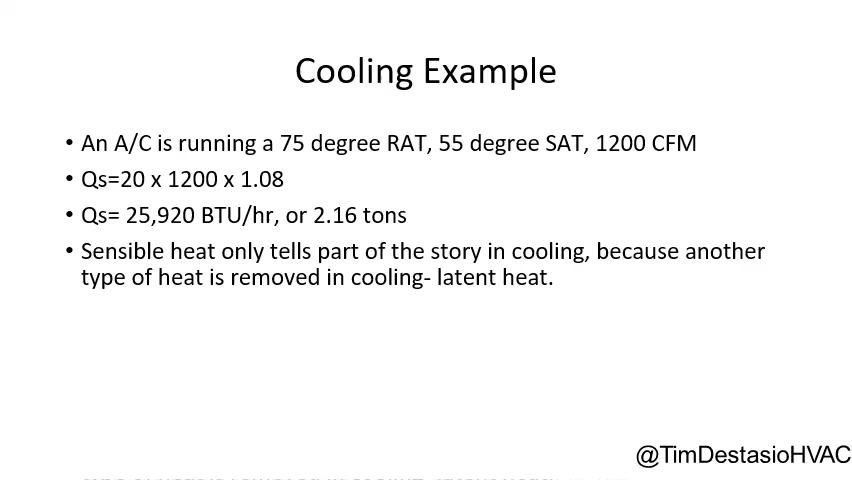 Cooling Example
• An A/C is running a 75 degree RAT, 55 degree SAT, 1200 CFM
• Qs=20 x 1200 x 1.08
• Qs= 25,920 BTU/hr, or 2.16 tons
• Sensible heat only tells part of the story in cooling, because another
type of heat is removed in cooling- latent heat.
@TimDestasioHVAC